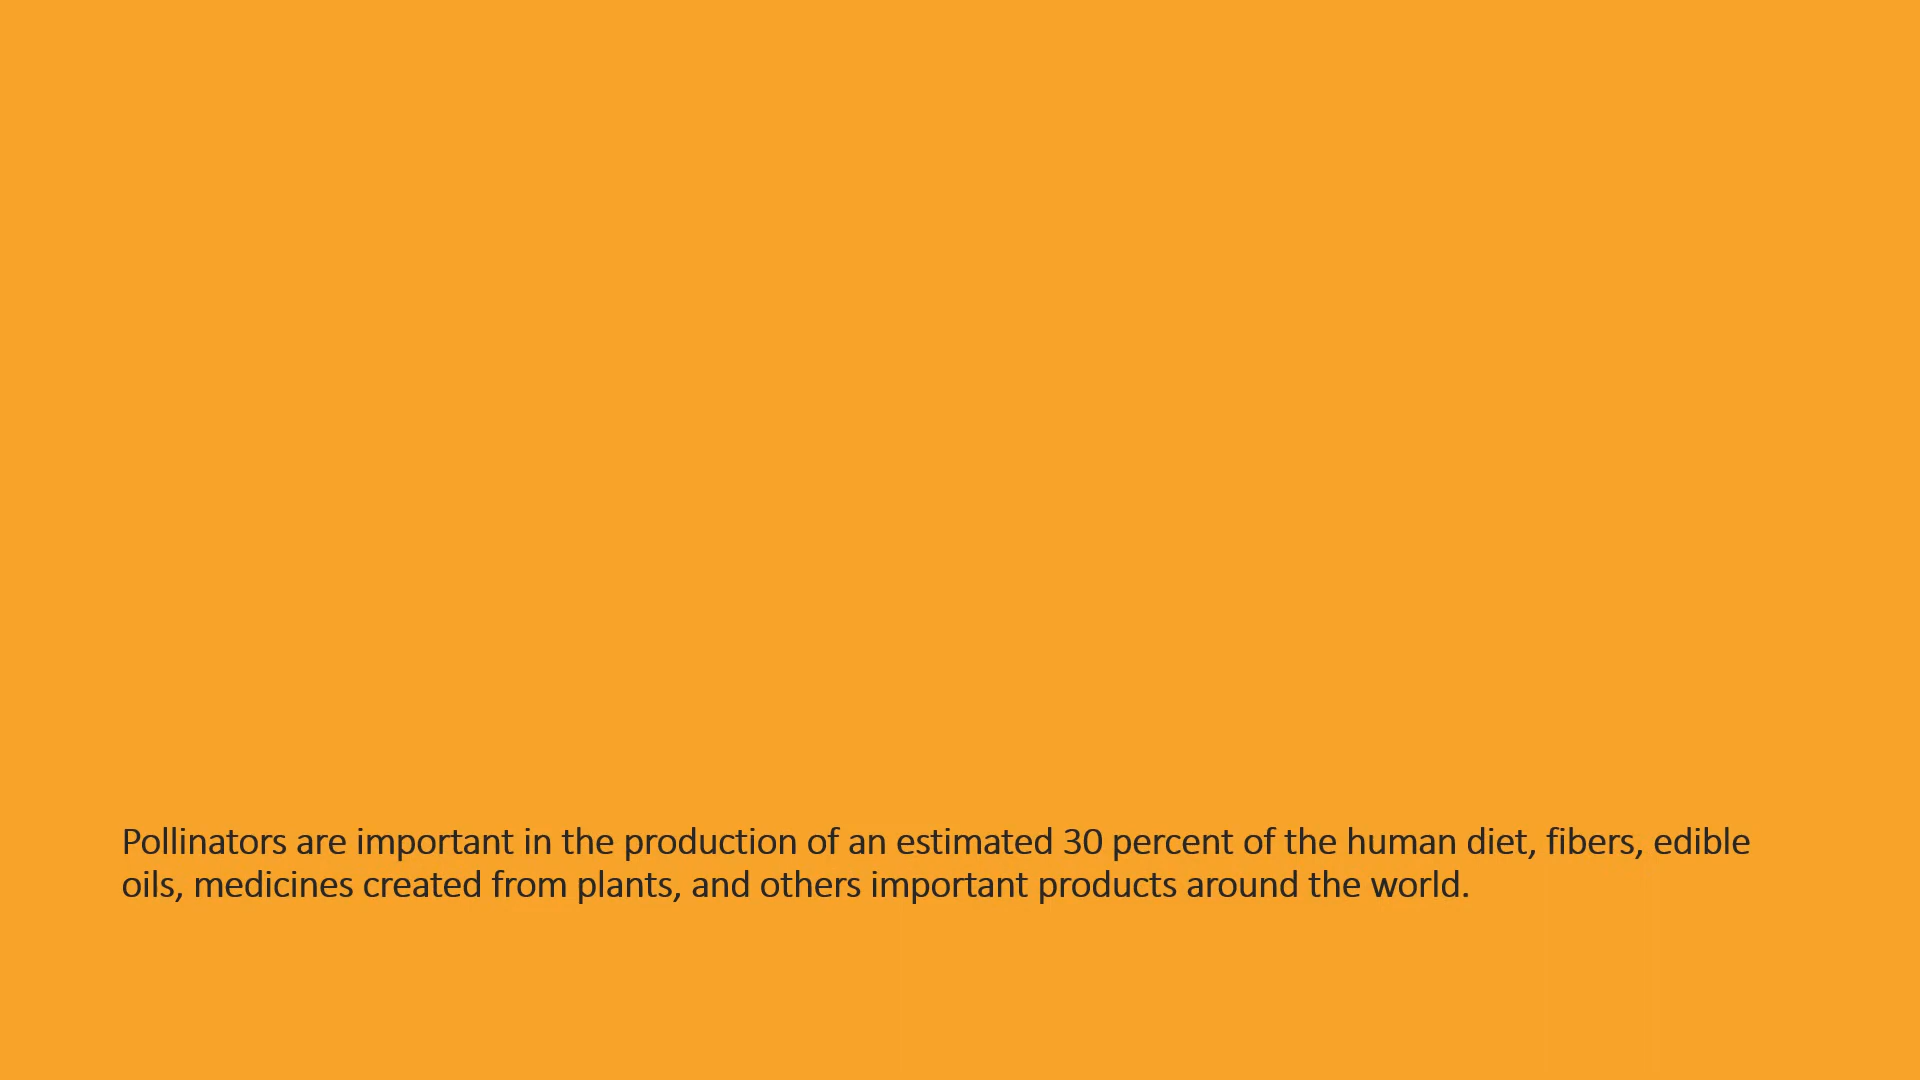 Pollinators are important in the production of an estimated 30 percent of the human diet, fibers, edible
oils, medicines created from plants, and others important products around the world.